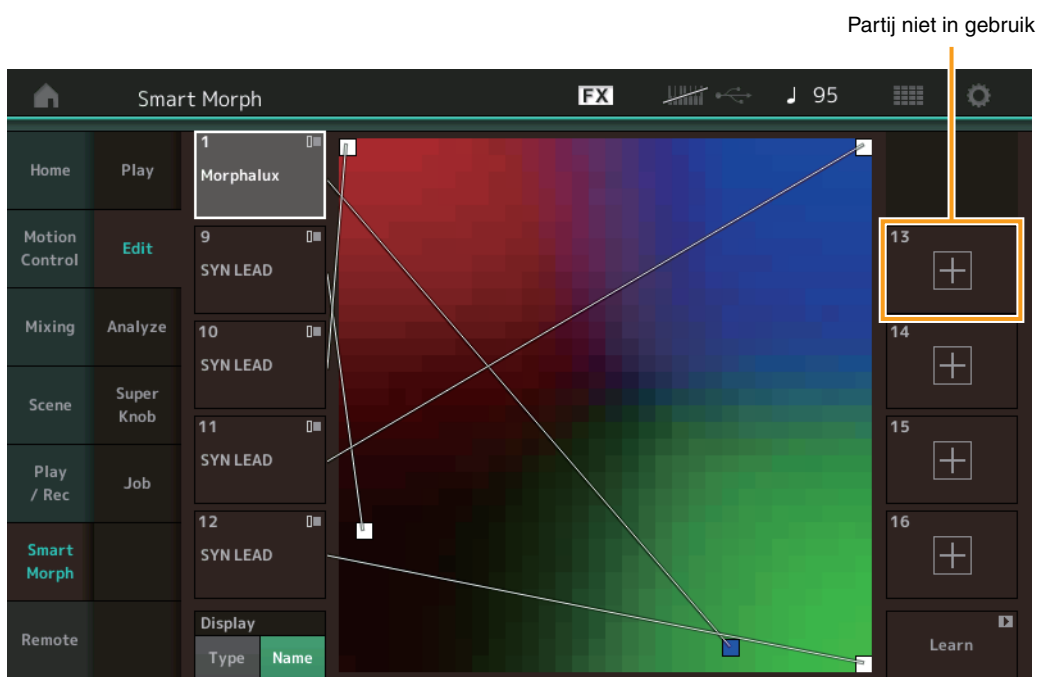 Partij niet in gebruik
Smart Morph
FX
95
Home
Motion
Control
Mixing
Scene
Play
/ Rec
Smart
Morph
Remote
Play
Edit
Analyze
Super
Knob
Job
1
Morphalux
9
SYN LEAD
10
SYN LEAD
11
SYN LEAD
12
SYN LEAD
Display
Type
Name
13
14
15
16
Learn